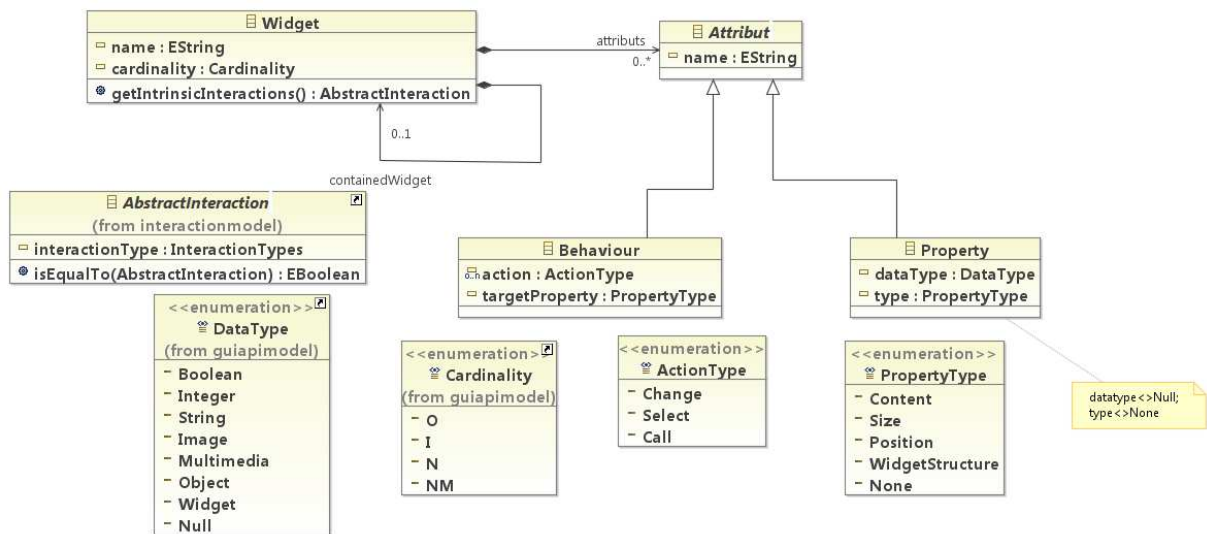 Widget
name : EString
cardinality : Cardinality
getIntrinsicInteractions() : AbstractInteraction
attributs
0..*
Attribut
name : EString
0..1
containedWidget
AbstractInteraction
(from interactionmodel)
interactionType : InteractionTypes
isEqualTo(AbstractInteraction) : EBoolean
Behaviour
0..n
action : ActionType
targetProperty : PropertyType
Property
dataType : DataType
type : PropertyType
<<enumeration>>
DataType
(from guiapimodel)
Boolean
Integer
String
Image
Multimedia
Object
Widget
Null
<<enumeration>>
Cardinality
(from guiapimodel)
O
I
N
NM
<<enumeration>>
ActionType
Change
Select
Call
<<enumeration>>
PropertyType
Content
Size
Position
WidgetStructure
None
datatype<>Null;
type<>None